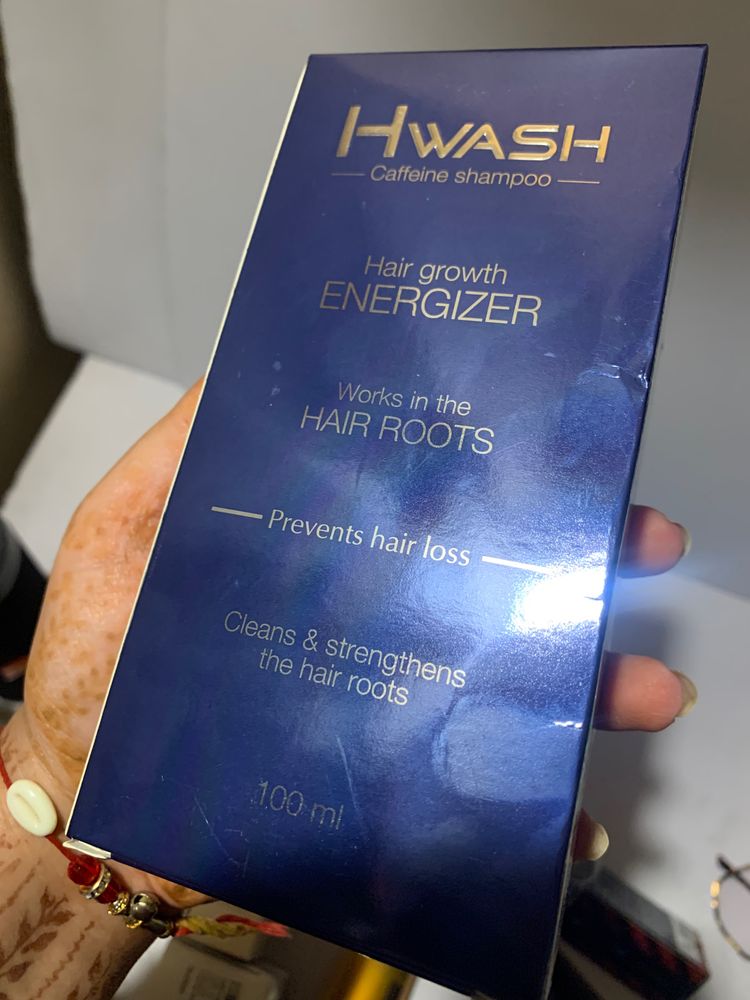 HWASH
Caffeine shampoo
Hair growth
ENERGIZER
Works in the
HAIR ROOTS
Prevents hair loss
Cleans & strengthens
the hair roots
100 ml